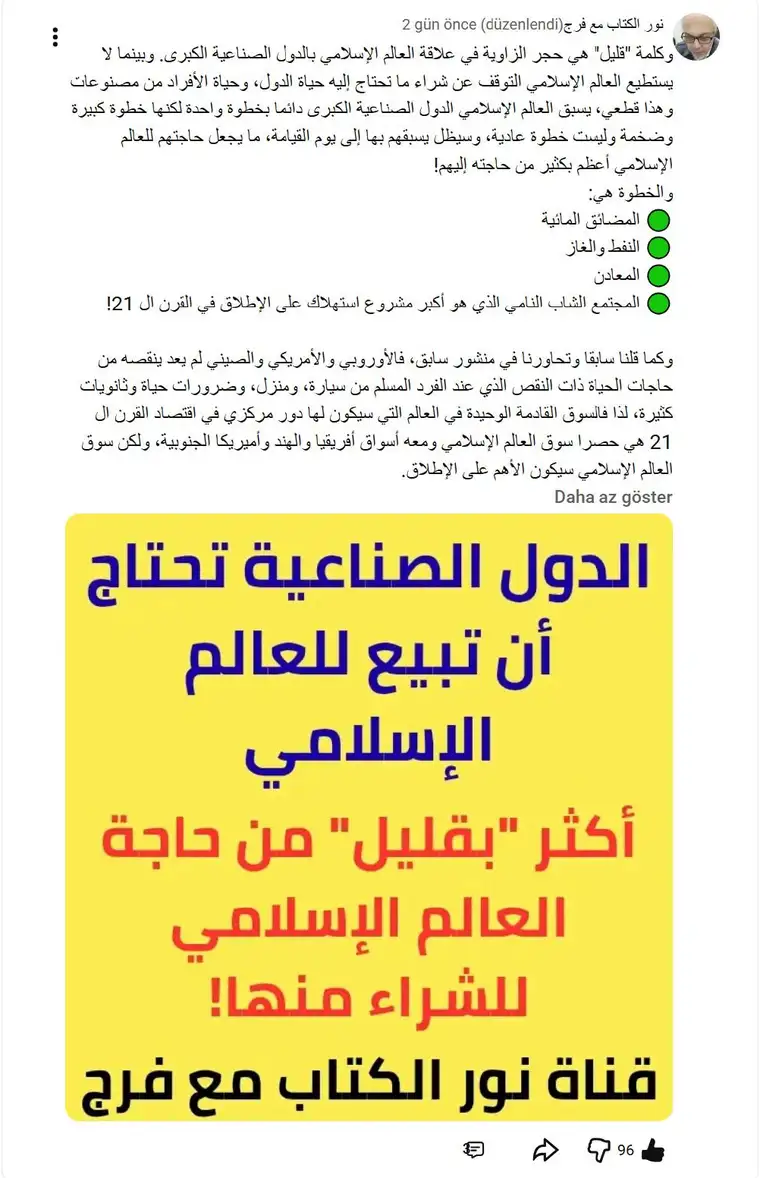 نور الكتاب مع فرج(düzenlendi) 2 gün önce
وكلمة "قليل" هي حجر الزاوية في علاقة العالم الإسلامي بالدول الصناعية الكبرى. وبينما لا
يستطيع العالم الإسلامي التوقف عن شراء ما تحتاج إليه حياة الدول، وحياة الأفراد من مصنوعات
وهذا قطعي، يسبق العالم الإسلامي الدول الصناعية الكبرى دائما بخطوة واحدة لكنها خطوة كبيرة
وضخمة وليست خطوة عادية، وسيظل يسبقهم بها إلى يوم القيامة، ما يجعل حاجتهم للعالم
الإسلامي أعظم بكثير من حاجته إليهم!
والخطوة هي:
🟢 المضائق المائية
🟢 النفط والغاز
🟢 المعادن
🟢 المجتمع الشاب النامي الذي هو أكبر مشروع استهلاك على الإطلاق في القرن ال 21!
وكما قلنا سابقا وتحاورنا في منشور سابق، فالأوروبي والأمريكي والصيني لم يعد ينقصه من
حاجات الحياة ذات النقص الذي عند الفرد المسلم من سيارة، ومنزل، وضرورات حياة وثانويات
كثيرة، لذا فالسوق القادمة الوحيدة في العالم التي سيكون لها دور مركزي في اقتصاد القرن ال
21 هي حصرا سوق العالم الإسلامي ومعه أسواق أفريقيا والهند وأميريكا الجنوبية، ولكن سوق
العالم الإسلامي سيكون الأهم على الإطلاق.
Daha az göster
الدول الصناعية تحتاج
أن تبيع للعالم
الإسلامي
أكثر "بقليل" من حاجة
العالم الإسلامي
للشراء منها!
قناة نور الكتاب مع فرج
96